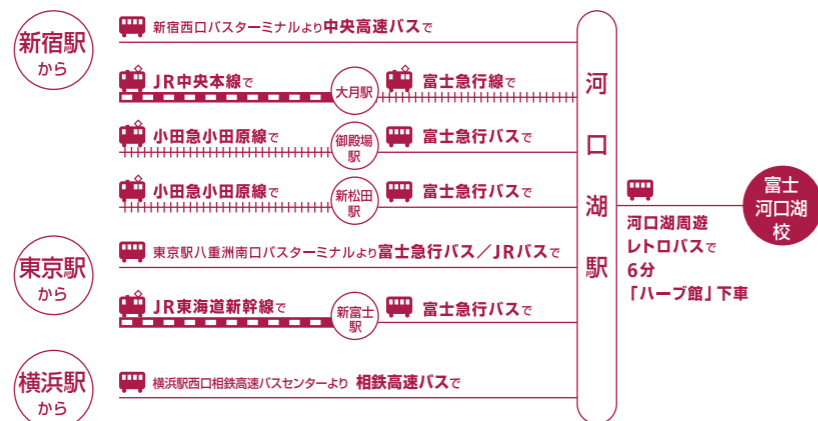 新宿駅
から
新宿西口バスターミナルより中央高速バスで
JR中央本線で
大月駅
富士急行線で
小田急小田原線で
御殿場
駅
富士急行バスで
小田急小田原線で
新松田
駅
富士急行バスで
東京駅
から
東京駅八重洲南口バスターミナルより富士急行バス／JRバスで
JR東海道新幹線で
新富士
駅
富士急行バスで
横浜駅
から
横浜駅西口相鉄高速バスセンターより 相鉄高速バスで
河口湖駅
河口湖周遊
レトロバスで
6分
「ハーブ館」下車
富士
河口湖
校